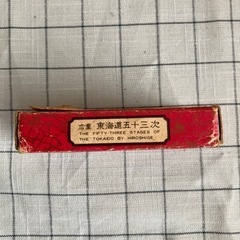 広重 東海道五十三次
THE FIFTY-THREE STAGES OF
THE TOKAIDO BY HIROSHIGE